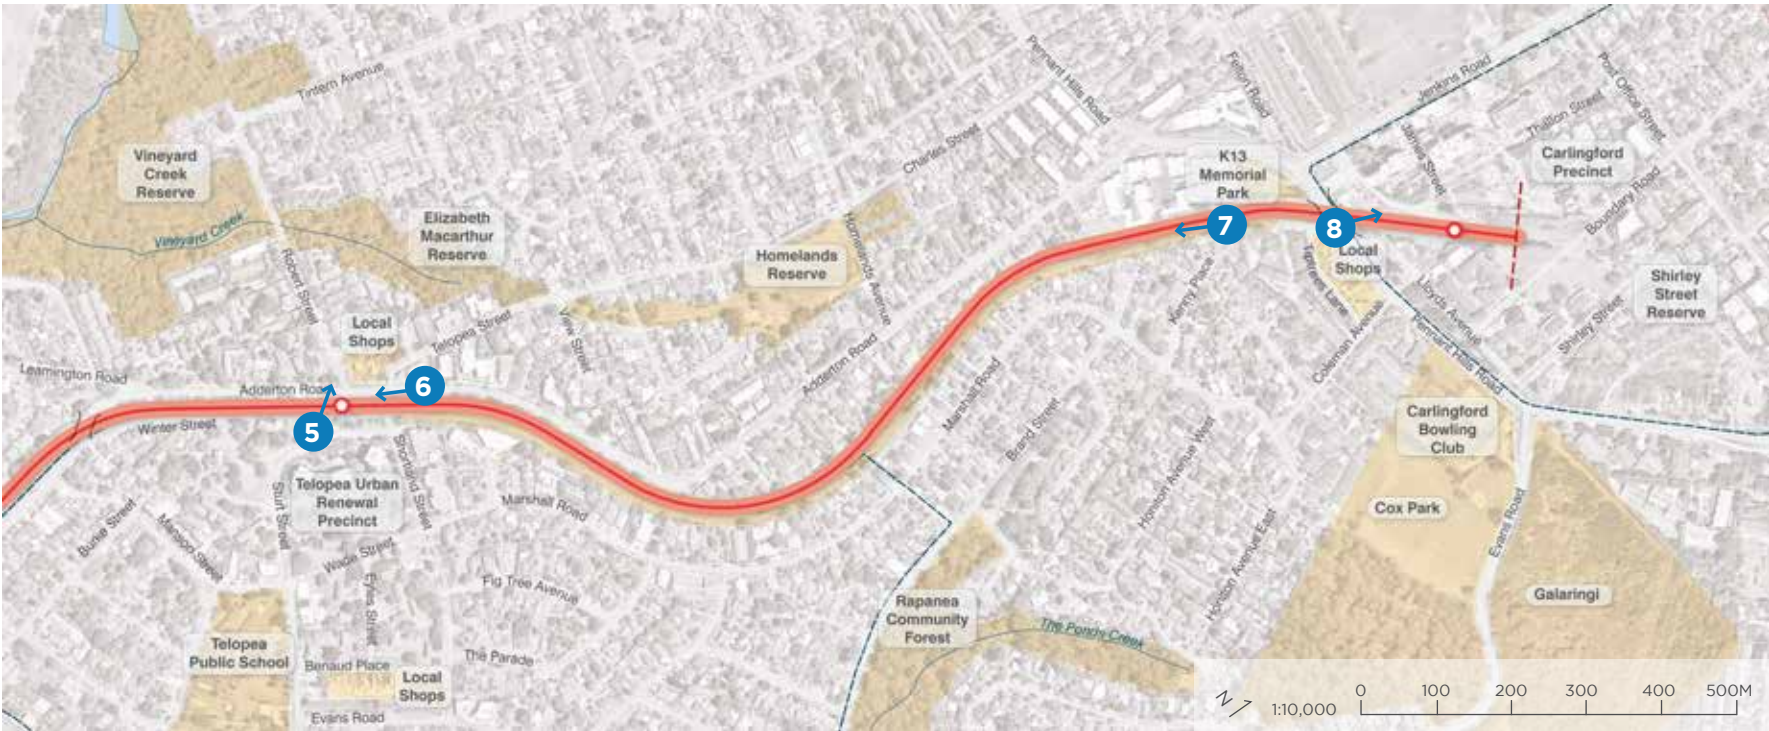 Tintern Avenue
Pennant Hills Road
Felton Road
Jenkins Road
Post Office Street
Thallon Street
James Street
Carlingford
Precinct
Boundary Road
Vineyard
Creek
Reserve
Charles Street
K13
Memorial
Park
Vineyard Creek
Elizabeth
Macarthur
Reserve
Homelands
Reserve
Homelands Avenue
7
8
Local
Shops
Robert Street
Local
Shops
Telopea Street
View Street
Kerry Place
Tiptrees Lane
Lloyds Avenue
Shirley Street
Shirley
Street
Reserve
Leamington Road
Adderton Road
6
5
Adderton Road
Coleman Avenue
Pennant Hills Road
Winter Street
Marshall Road
Brand Street
Carlingford
Bowling
Club
Shortland Street
Sturt Street
Telopea Urban
Renewal
Precinct
Marshall Road
Honiton Avenue West
Cox Park
Evans Road
Burke Street
Manson Street
Wade Street
Eyles Street
Fig Tree Avenue
Honiton Avenue East
Galaringi
Rapanea
Community
Forest
The Ponds Creek
Telopea
Public School
The Parade
Benaud Place
Local
Shops
Evans Road
N
1:10,000
0 100 200 300 400 500M